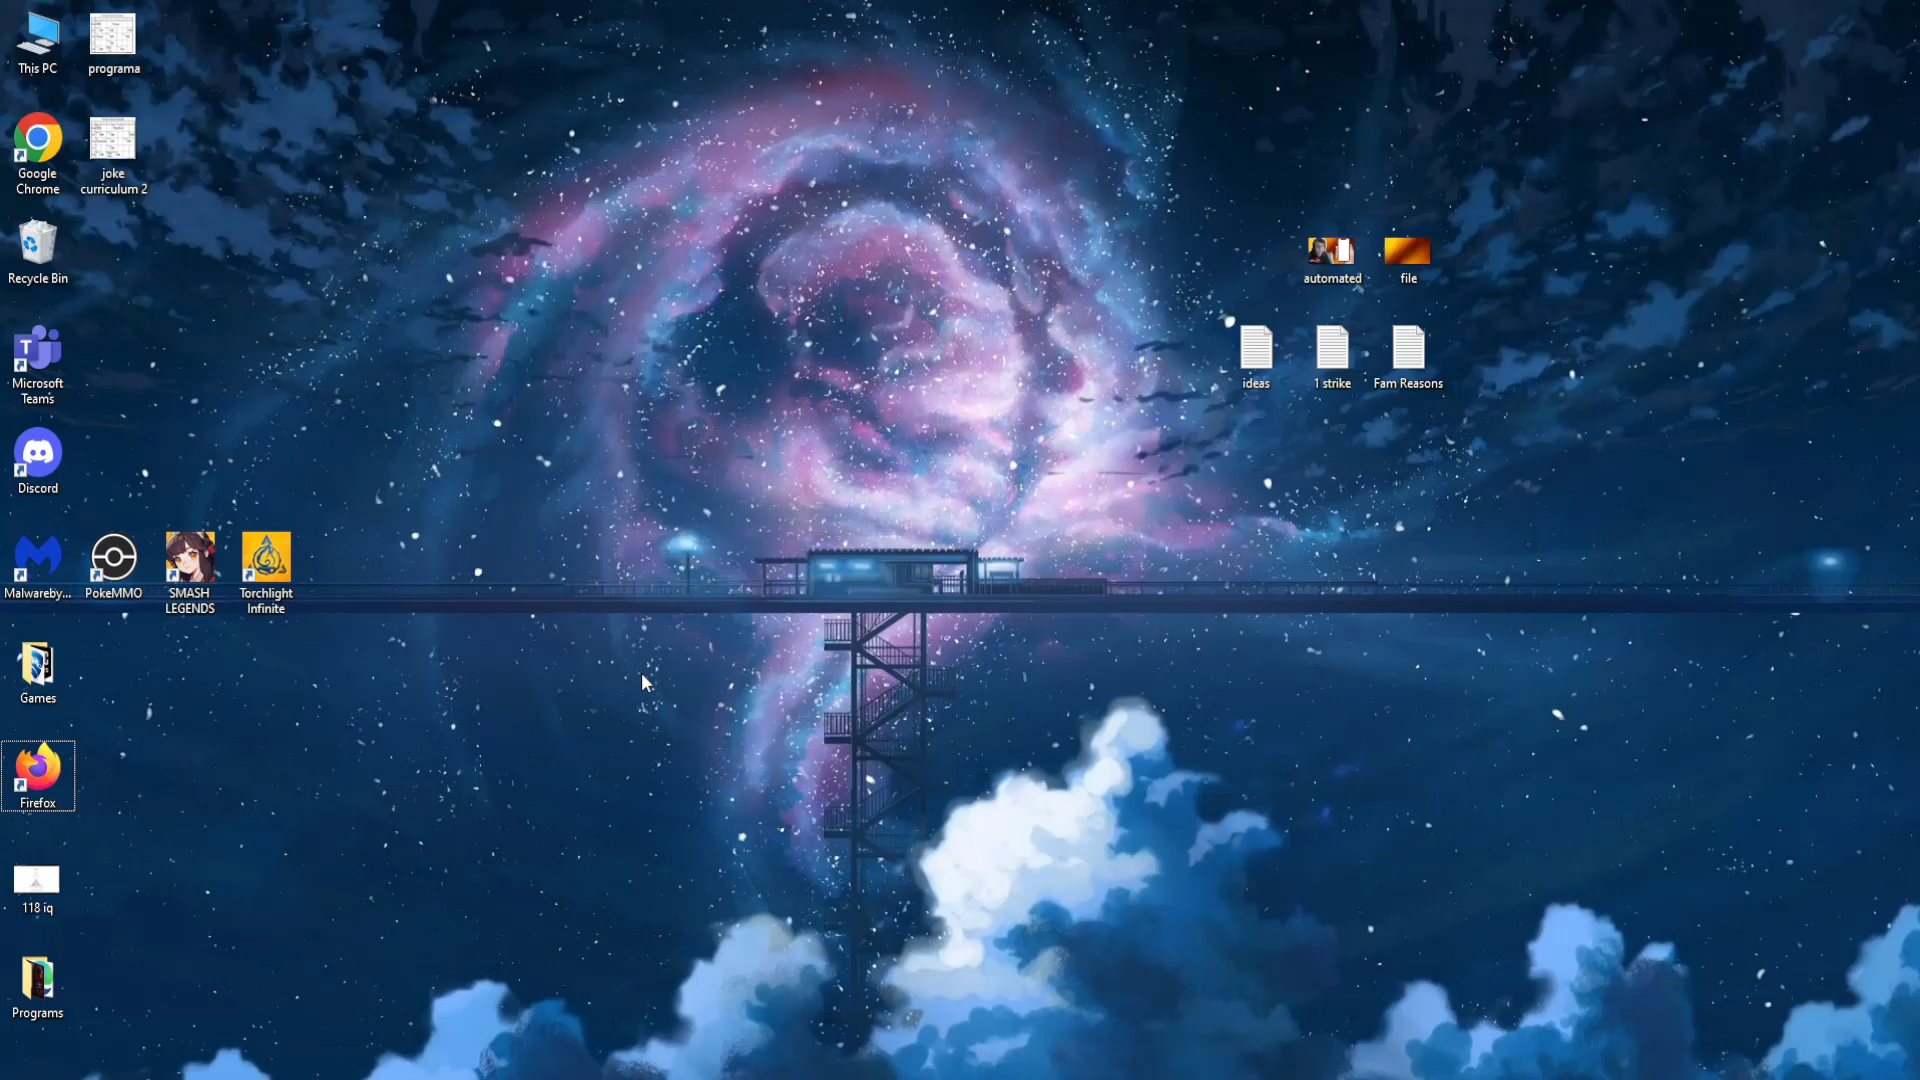 This PC
programa
Google
Chrome
joke
curriculum 2
Recycle Bin
automated
file
Microsoft
Teams
ideas
1 strike
Fam Reasons
Discord
Malwareby...
PokeMMO
SMASH
LEGENDS
Torchlight
Infinite
Games
Firefox
118 iq
Programs